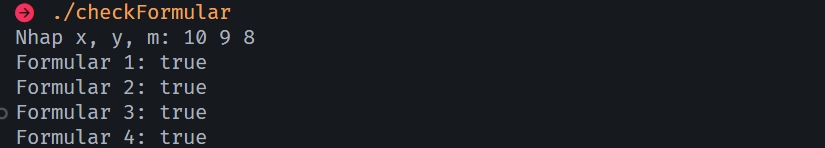 ./checkFormular
Nhap x, y, m: 10 9 8
Formular 1: true
Formular 2: true
Formular 3: true
Formular 4: true